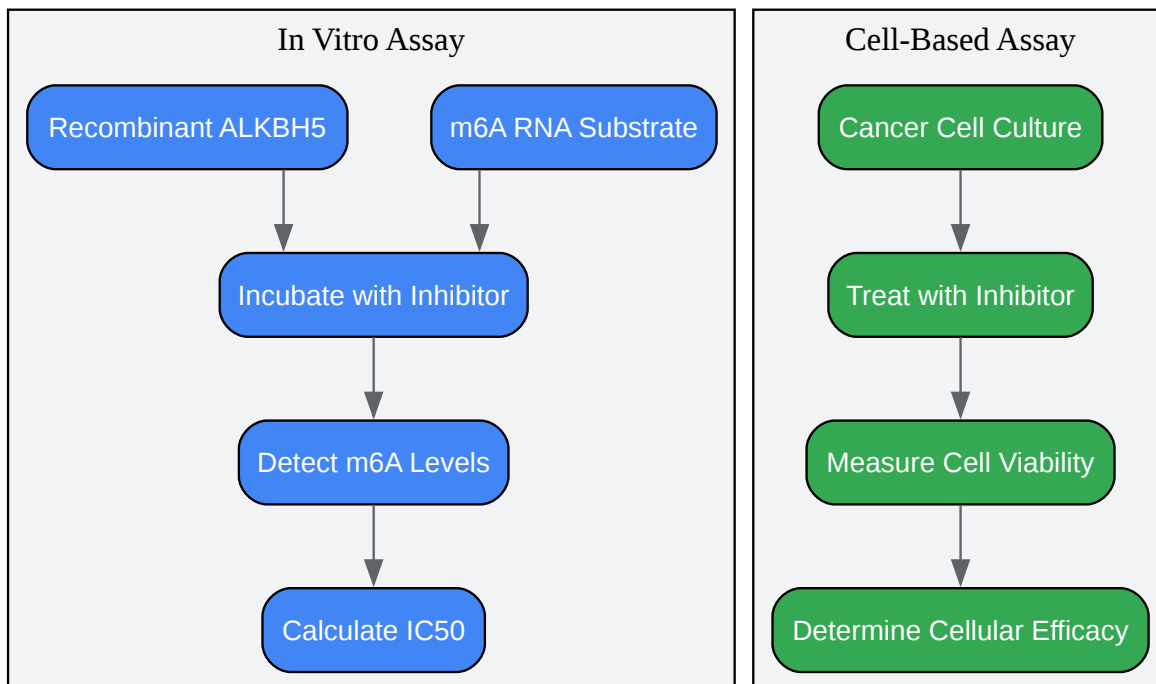 In Vitro Assay
Recombinant ALKBH5
m6A RNA Substrate
Incubate with Inhibitor
Detect m6A Levels
Calculate IC50
Cell-Based Assay
Cancer Cell Culture
Treat with Inhibitor
Measure Cell Viability
Determine Cellular Efficacy